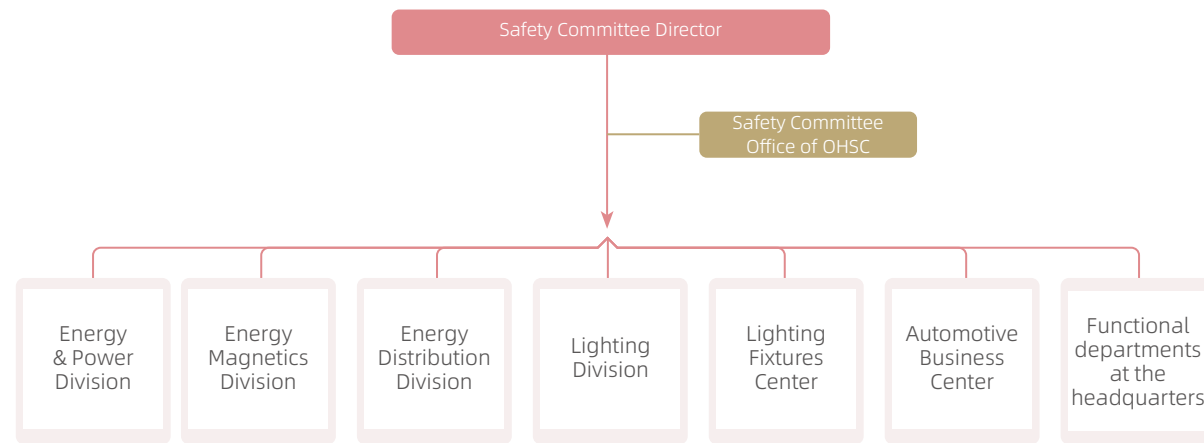 Safety Committee Director
Safety Committee
Office of OHSC
Energy
& Power
Division
Energy
Magnetics
Division
Energy
Distribution
Division
Lighting
Division
Lighting
Fixtures
Center
Automotive
Business
Center
Functional
departments
at the
headquarters